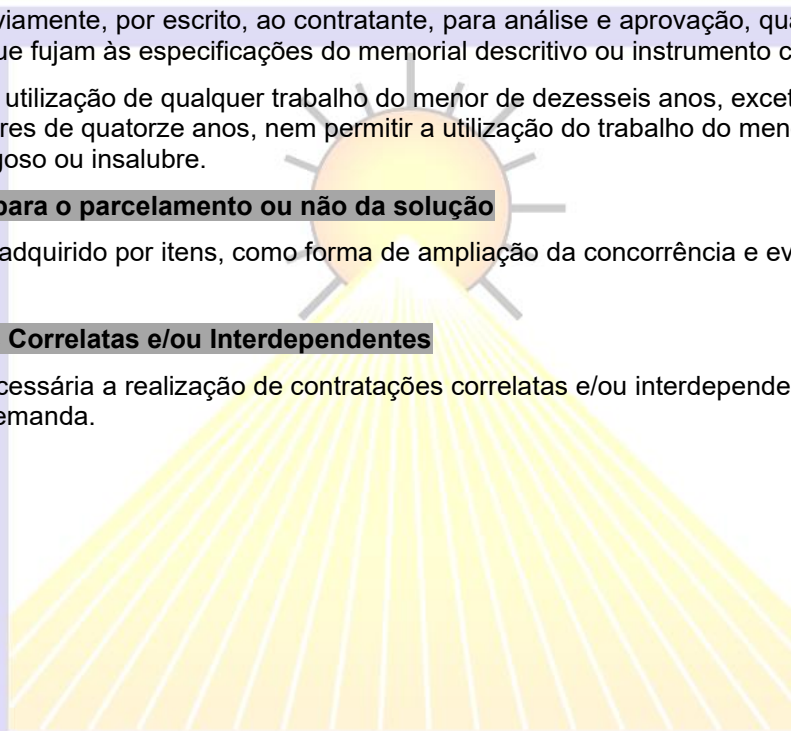 viamente, por escrito, ao contratante, para análise e aprovação, qua
ue fujam às especificações do memorial descritivo ou instrumento c
utilização de qualquer trabalho do menor de dezesseis anos, excet
res de quatorze anos, nem permitir a utilização do trabalho do men
goso ou insalubre.
para o parcelamento ou não da solução
adquirido por itens, como forma de ampliação da concorrência e ev
Correlatas e/ou Interdependentes
cessária a realização de contratações correlatas e/ou interdepende
emanda.